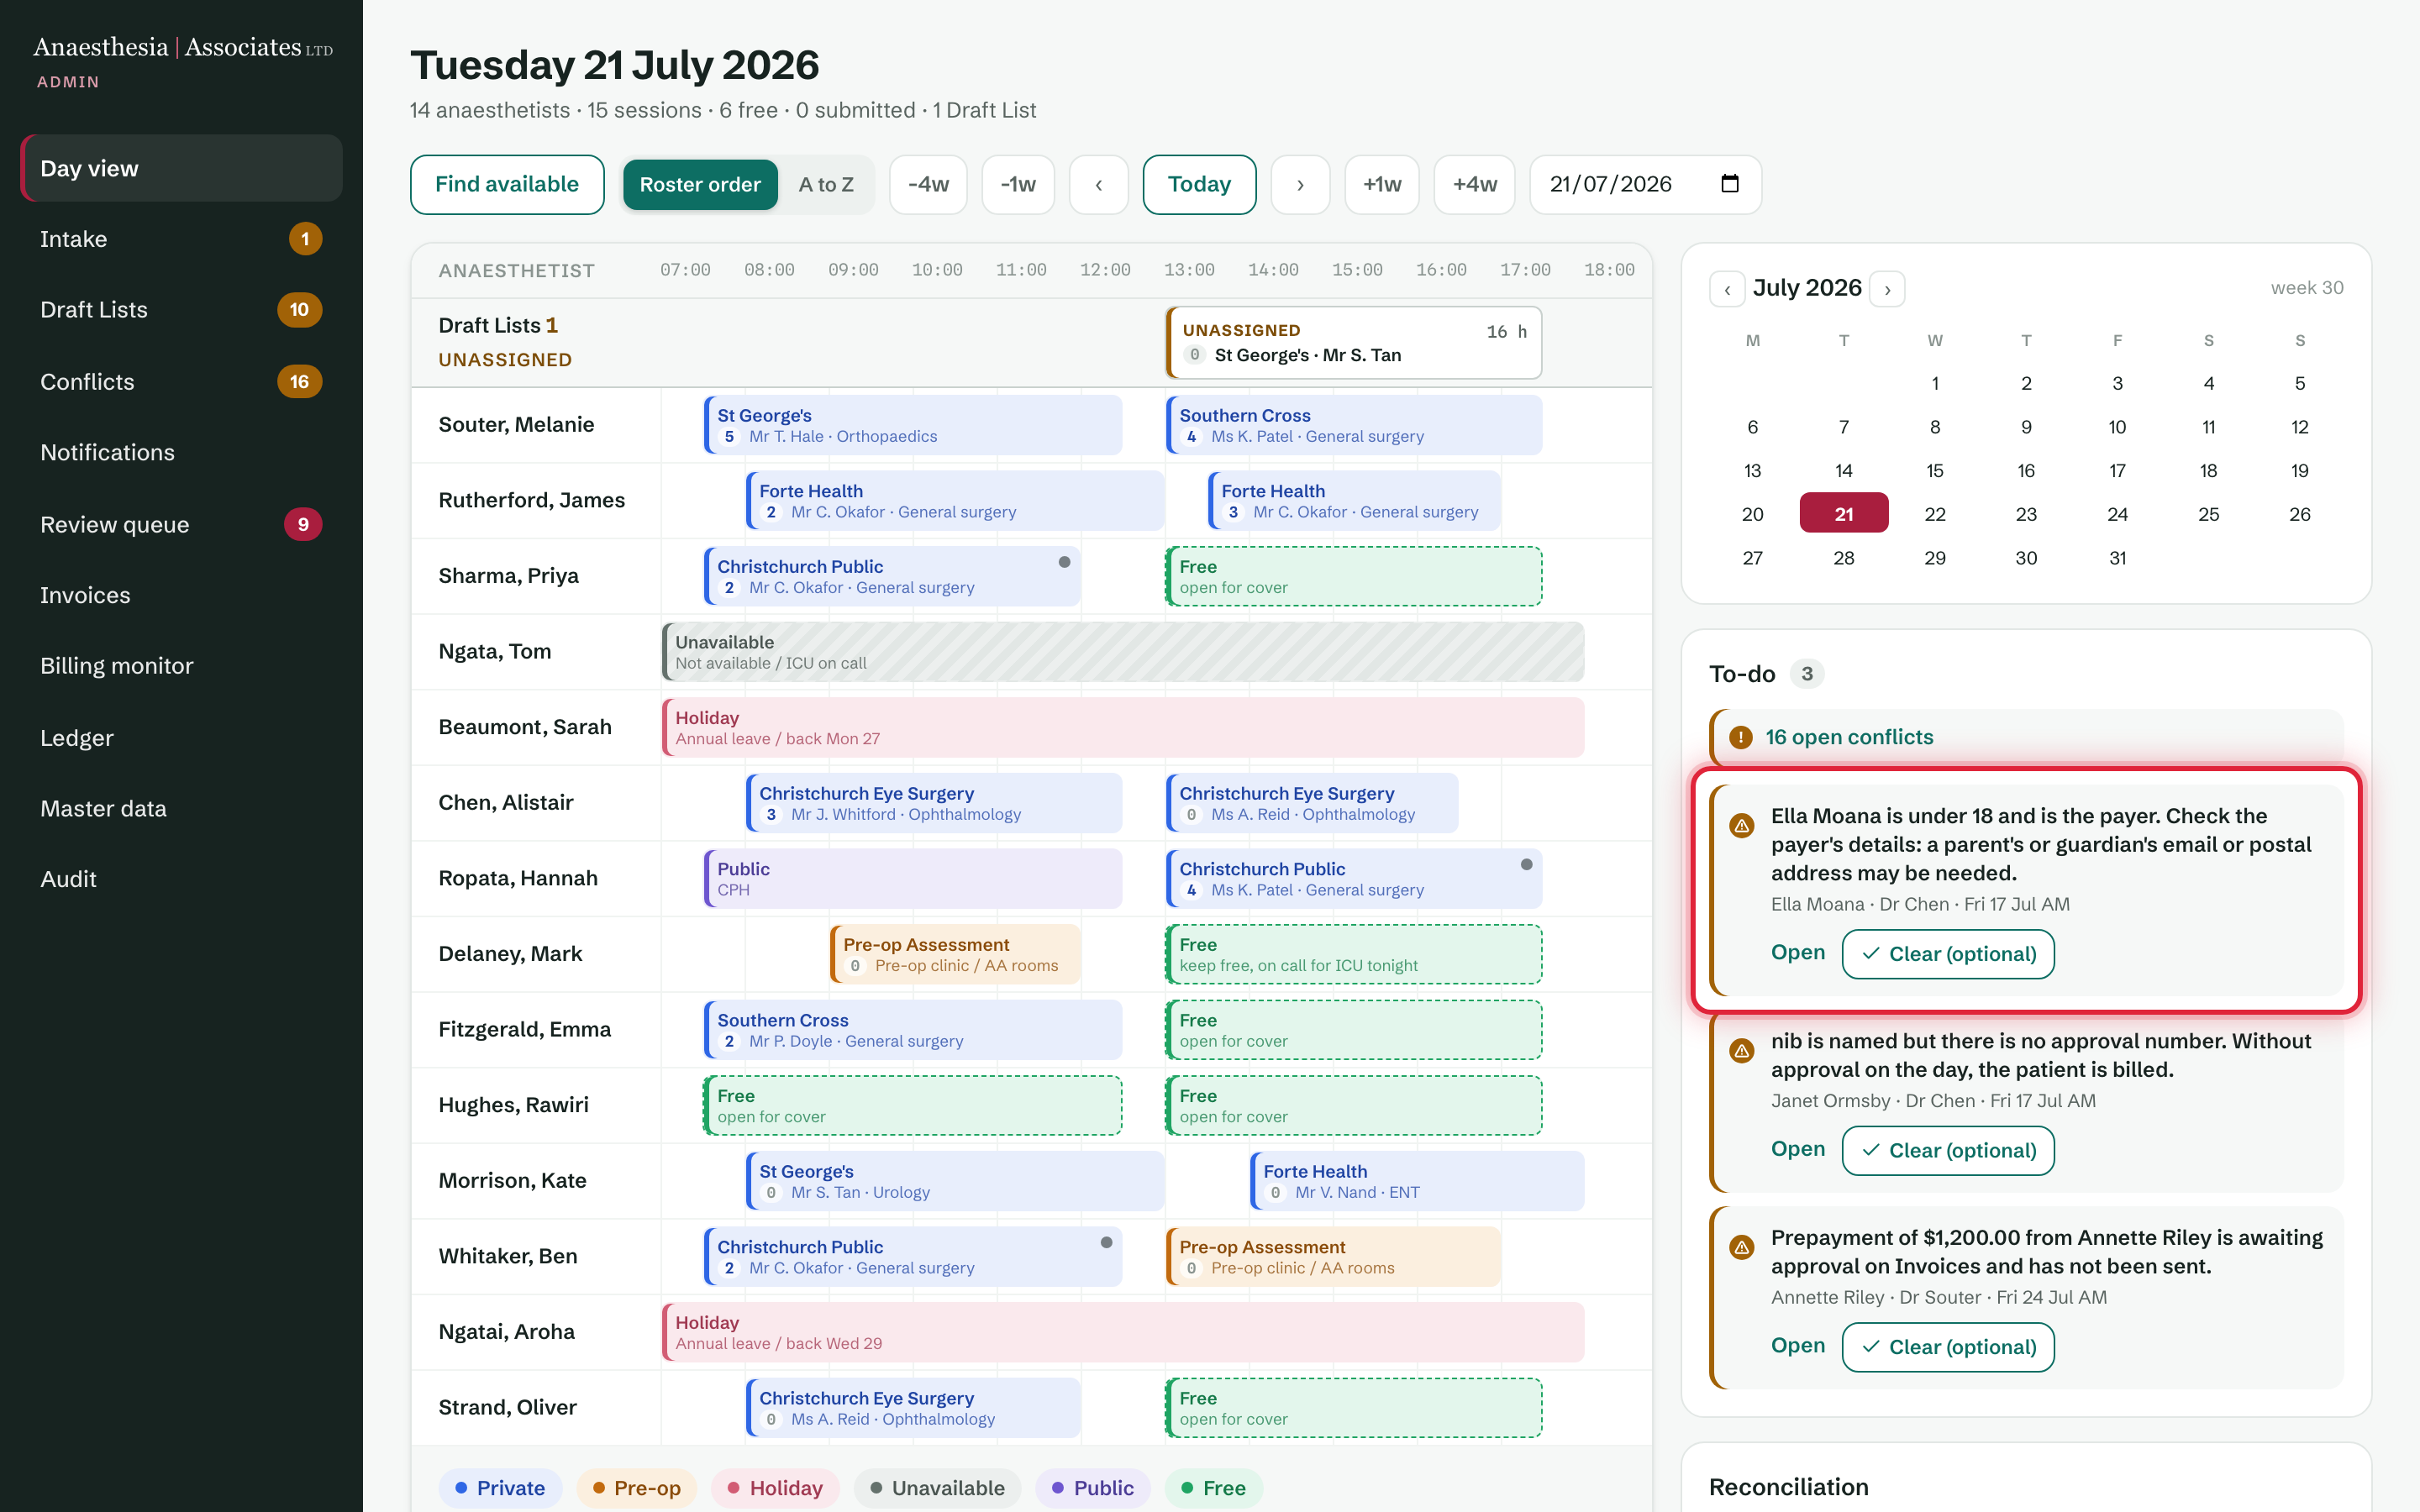 Anaesthesia | Associates LTD
ADMIN
Day view
Intake 1
Draft Lists 10
Conflicts 16
Notifications
Review queue 9
Invoices
Billing monitor
Ledger
Master data
Audit
Tuesday 21 July 2026
14 anaesthetists · 15 sessions · 6 free · 0 submitted · 1 Draft List
Find available Roster order A to Z -4w -1w ‹ Today › +1w +4w 21/07/2026
ANAESTHETIST 07:00 08:00 09:00 10:00 11:00 12:00 13:00 14:00 15:00 16:00 17:00 18:00
Draft Lists 1
UNASSIGNED
UNASSIGNED 16 h
0 St George's · Mr S. Tan
Souter, Melanie
St George's
5 Mr T. Hale · Orthopaedics
Southern Cross
4 Ms K. Patel · General surgery
Rutherford, James
Forte Health
2 Mr C. Okafor · General surgery
Forte Health
3 Mr C. Okafor · General surgery
Sharma, Priya
Christchurch Public
2 Mr C. Okafor · General surgery
Free
open for cover
Ngata, Tom
Unavailable
Not available / ICU on call
Beaumont, Sarah
Holiday
Annual leave / back Mon 27
Chen, Alistair
Christchurch Eye Surgery
3 Mr J. Whitford · Ophthalmology
Christchurch Eye Surgery
0 Ms A. Reid · Ophthalmology
Ropata, Hannah
Public
CPH
Christchurch Public
4 Ms K. Patel · General surgery
Delaney, Mark
Pre-op Assessment
0 Pre-op clinic / AA rooms
Free
keep free, on call for ICU tonight
Fitzgerald, Emma
Southern Cross
2 Mr P. Doyle · General surgery
Free
open for cover
Hughes, Rawiri
Free
open for cover
Free
open for cover
Morrison, Kate
St George's
0 Mr S. Tan · Urology
Forte Health
0 Mr V. Nand · ENT
Whitaker, Ben
Christchurch Public
2 Mr C. Okafor · General surgery
Pre-op Assessment
0 Pre-op clinic / AA rooms
Ngatai, Aroha
Holiday
Annual leave / back Wed 29
Strand, Oliver
Christchurch Eye Surgery
0 Ms A. Reid · Ophthalmology
Free
open for cover
Private Pre-op Holiday Unavailable Public Free
‹ July 2026 › week 30
M T W T F S S
1 2 3 4 5
6 7 8 9 10 11 12
13 14 15 16 17 18 19
20 21 22 23 24 25 26
27 28 29 30 31
To-do 3
16 open conflicts
Ella Moana is under 18 and is the payer. Check the
payer's details: a parent's or guardian's email or postal
address may be needed.
Ella Moana · Dr Chen · Fri 17 Jul AM
Open ✓ Clear (optional)
nib is named but there is no approval number. Without
approval on the day, the patient is billed.
Janet Ormsby · Dr Chen · Fri 17 Jul AM
Open ✓ Clear (optional)
Prepayment of $1,200.00 from Annette Riley is awaiting
approval on Invoices and has not been sent.
Annette Riley · Dr Souter · Fri 24 Jul AM
Open ✓ Clear (optional)
Reconciliation